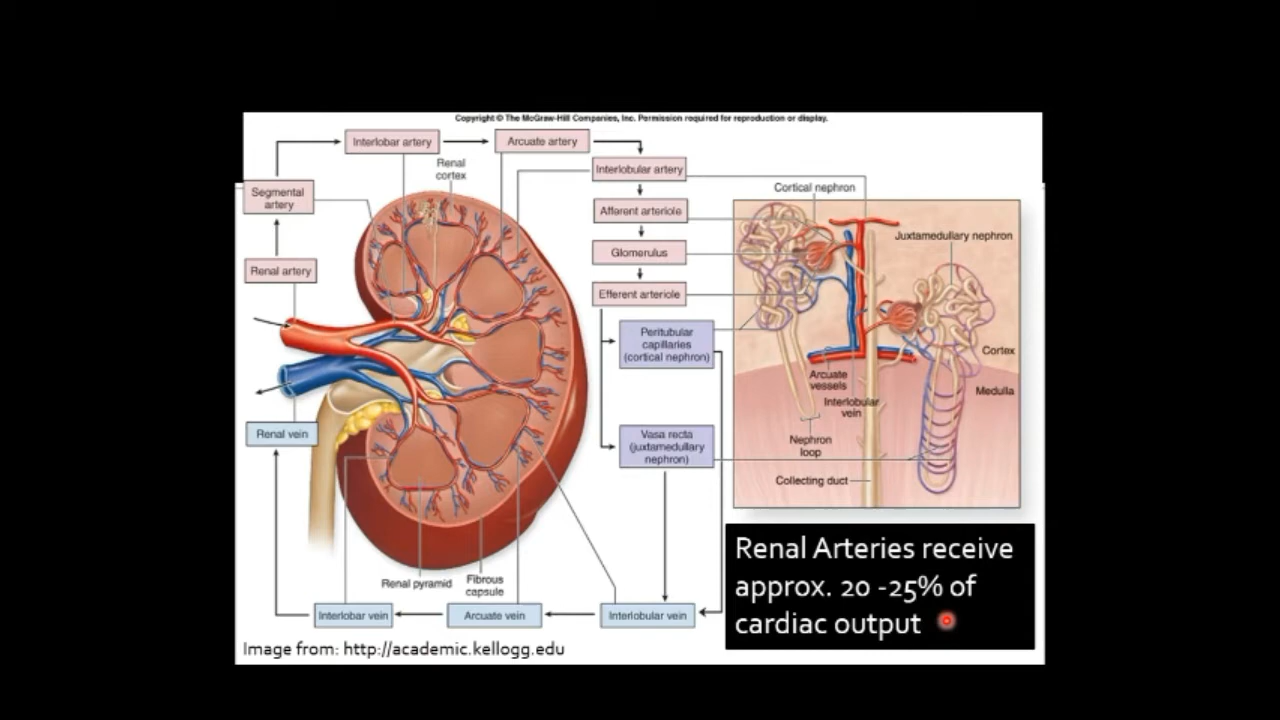 Copyright © The McGraw-Hill Companies, Inc. Permission required for reproduction or display.
Interlobar artery
Arcuate artery
Renal
cortex
Interlobular artery
Segmental
artery
Afferent arteriole
Renal artery
Glomerulus
Efferent arteriole
Peritubular
capillaries
(cortical nephron)
Renal vein
Vasa recta
(juxtamedullary
nephron)
Renal pyramid
Fibrous
capsule
Interlobar vein
Arcuate vein
Interlobular vein
Cortical nephron
Juxtamedullary nephron
Cortex
Arcuate
vessels
Medulla
Interlobular
vein
Nephron
loop
Collecting duct
Renal Arteries receive
approx. 20 -25% of
cardiac output
Image from: http://academic.kellogg.edu